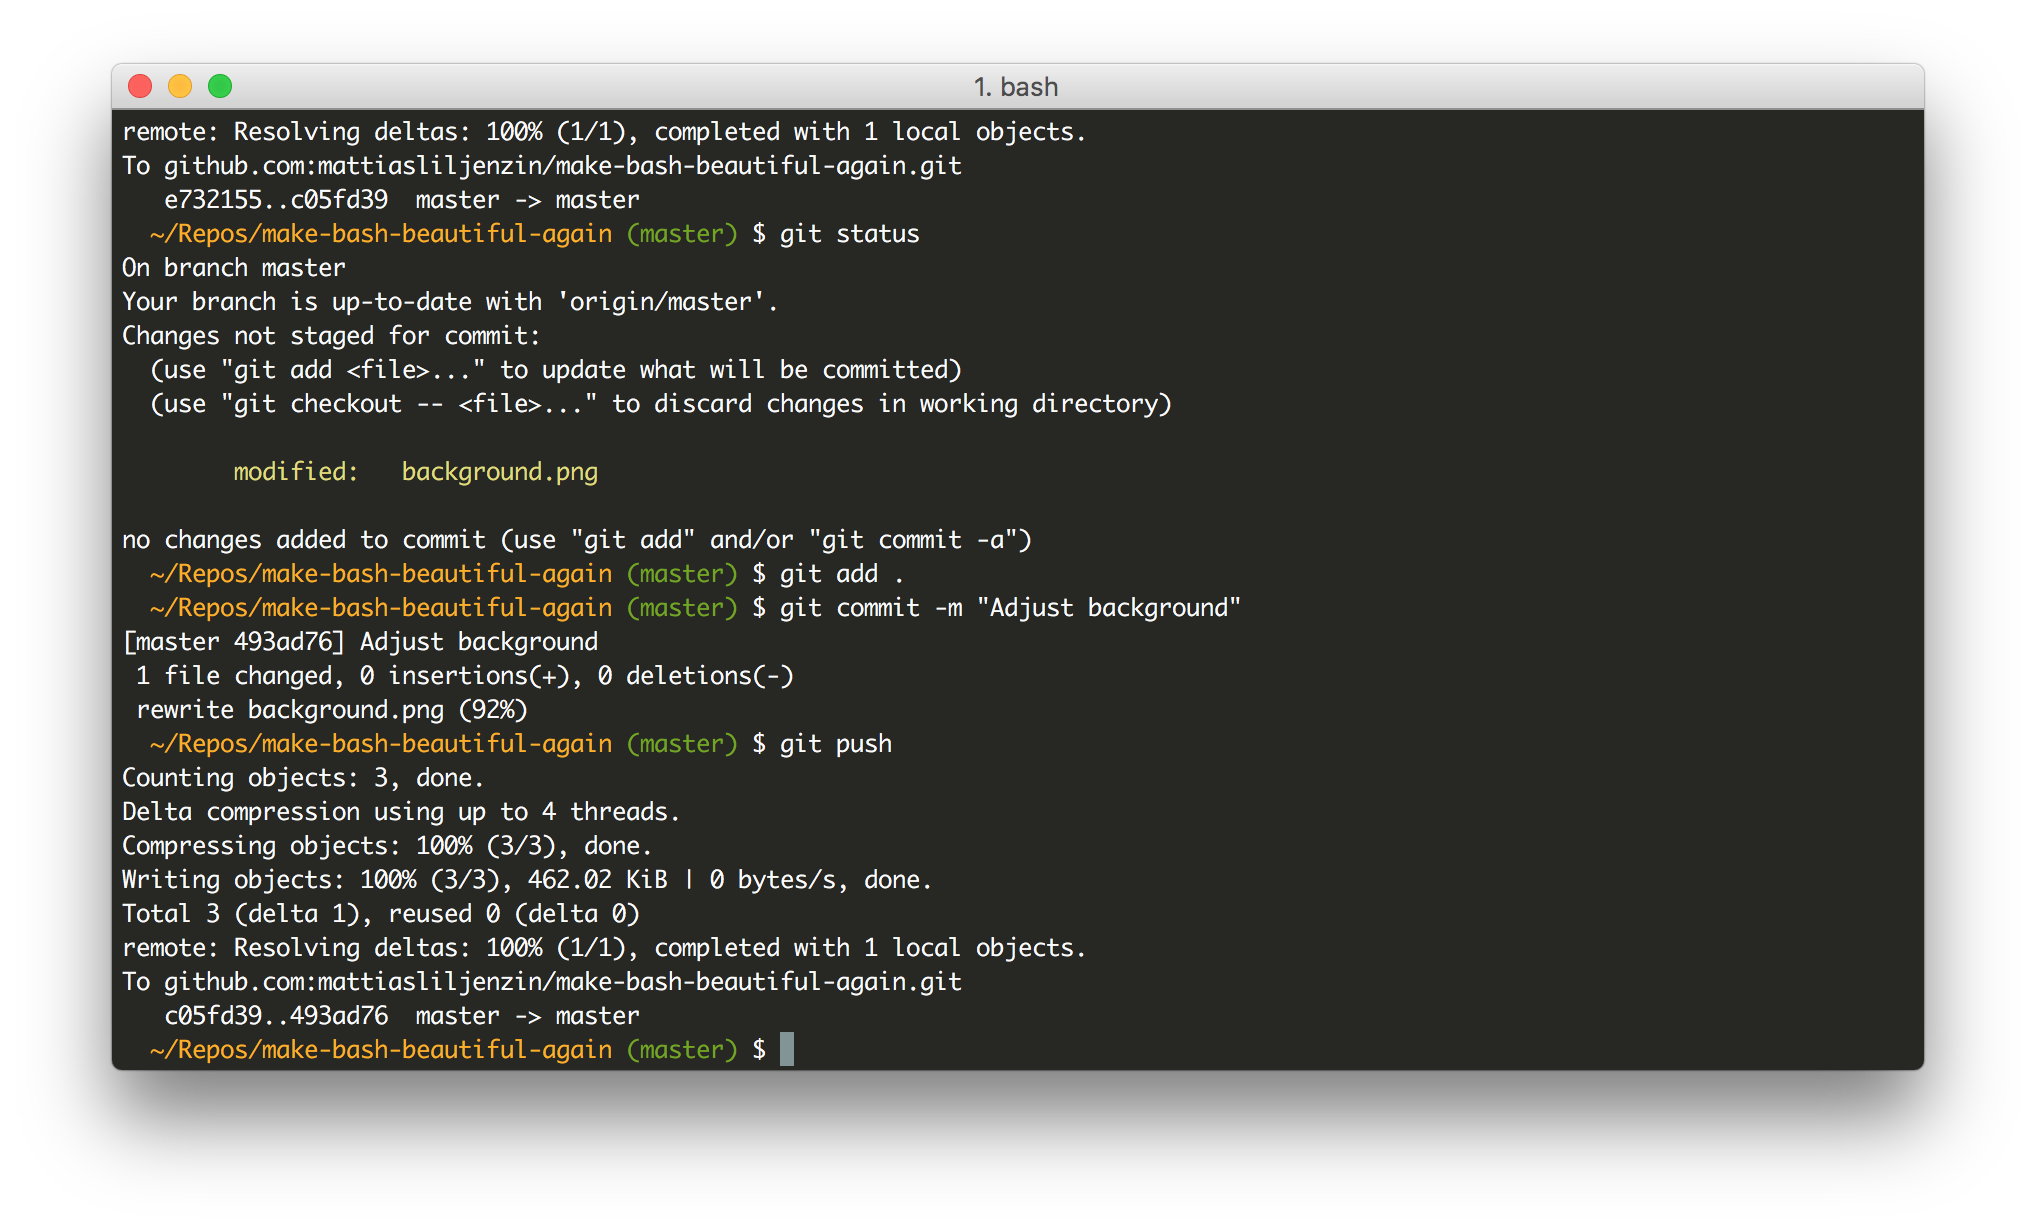 1. bash
remote: Resolving deltas: 100% (1/1), completed with 1 local objects.
To github.com:mattiasliljenzin/make-bash-beautiful-again.git
   e732155..c05fd39  master -> master
  ~/Repos/make-bash-beautiful-again (master) $ git status
On branch master
Your branch is up-to-date with 'origin/master'.
Changes not staged for commit:
  (use "git add <file>..." to update what will be committed)
  (use "git checkout -- <file>..." to discard changes in working directory)
        modified:   background.png
no changes added to commit (use "git add" and/or "git commit -a")
  ~/Repos/make-bash-beautiful-again (master) $ git add .
  ~/Repos/make-bash-beautiful-again (master) $ git commit -m "Adjust background"
[master 493ad76] Adjust background
 1 file changed, 0 insertions(+), 0 deletions(-)
 rewrite background.png (92%)
  ~/Repos/make-bash-beautiful-again (master) $ git push
Counting objects: 3, done.
Delta compression using up to 4 threads.
Compressing objects: 100% (3/3), done.
Writing objects: 100% (3/3), 462.02 KiB | 0 bytes/s, done.
Total 3 (delta 1), reused 0 (delta 0)
remote: Resolving deltas: 100% (1/1), completed with 1 local objects.
To github.com:mattiasliljenzin/make-bash-beautiful-again.git
   c05fd39..493ad76  master -> master
  ~/Repos/make-bash-beautiful-again (master) $